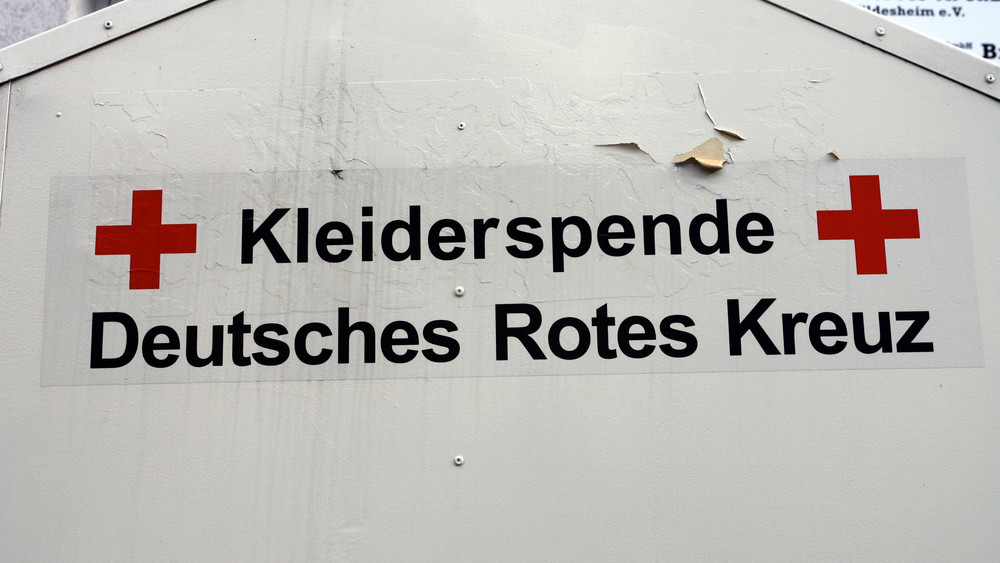 Kleiderspende
Deutsches Rotes Kreuz
e.V.